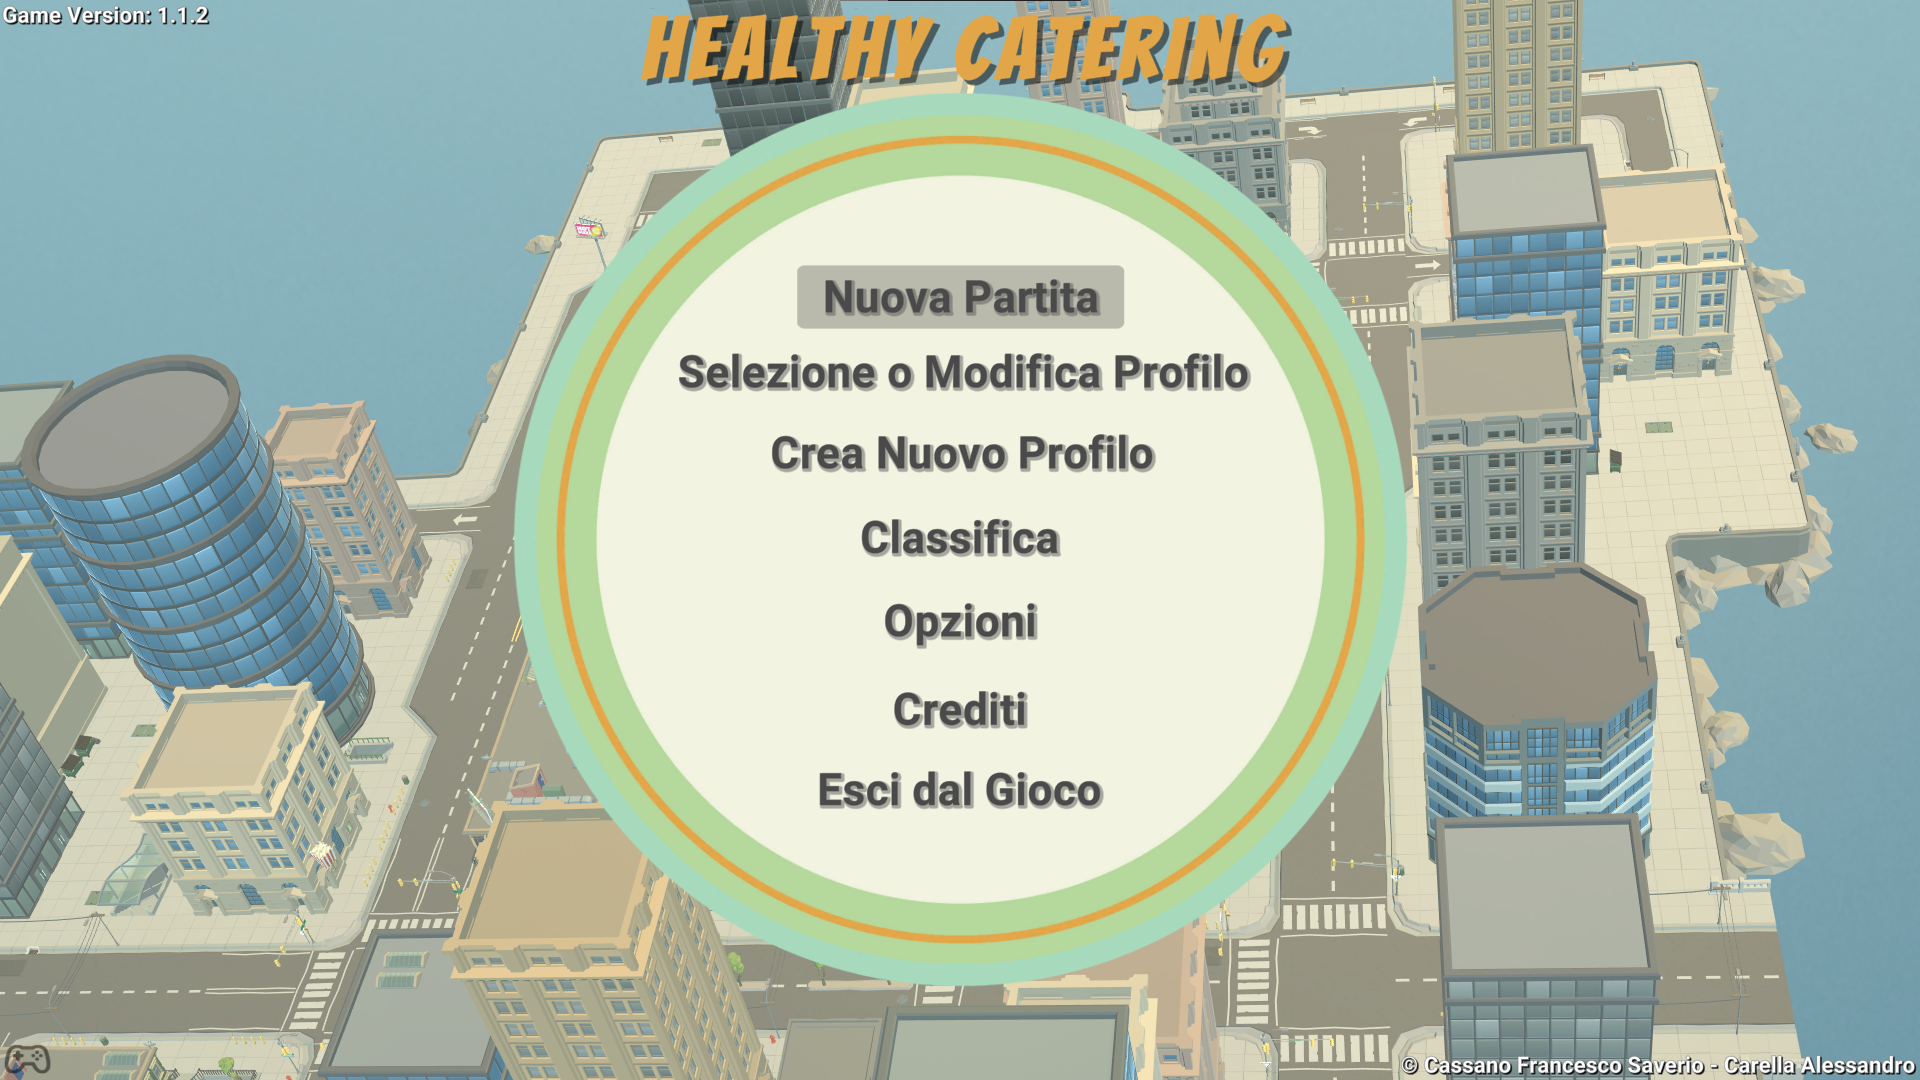 Game Version: 1.1.2
HEALTHY CATERING
Nuova Partita
Selezione o Modifica Profilo
Crea Nuovo Profilo
Classifica
Opzioni
Crediti
Esci dal Gioco
© Cassano Francesco Saverio - Carella Alessandro